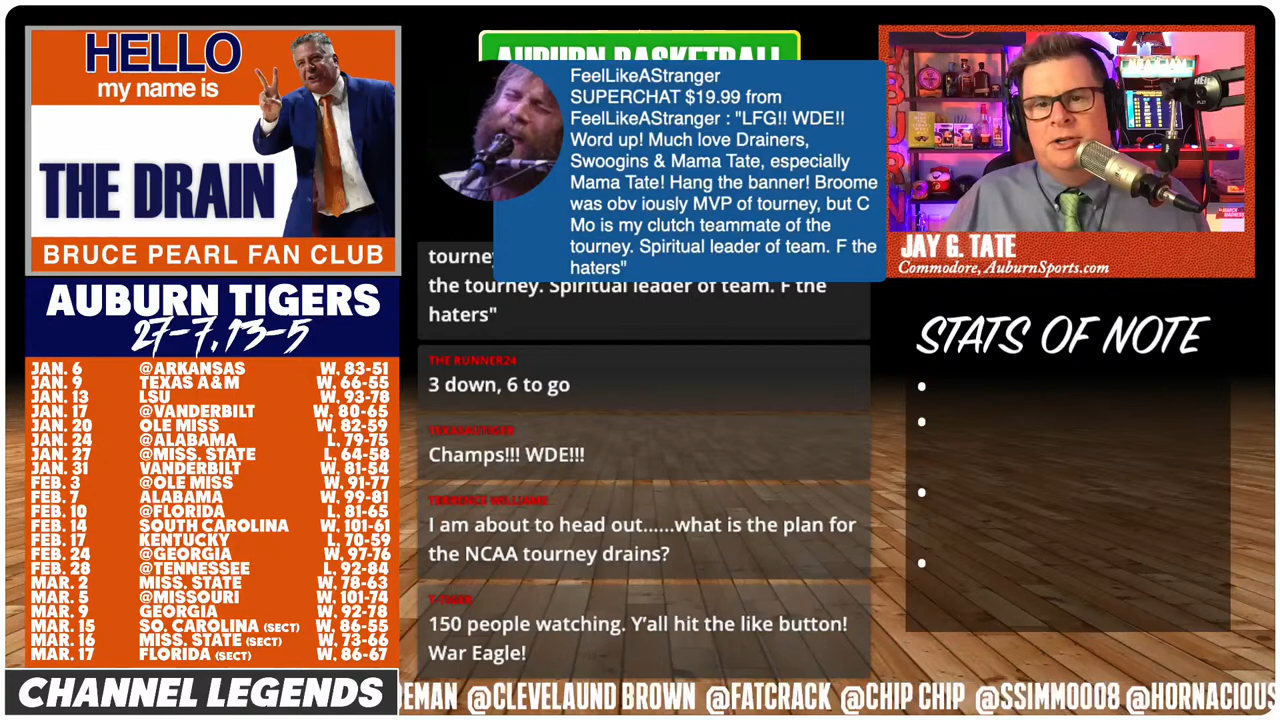 HELLO
my name is
THE DRAIN
BRUCE PEARL FAN CLUB
AUBURN TIGERS
27-7, 13-5
JAN. 6 @ARKANSAS W, 83-51
JAN. 9 TEXAS A&M W, 66-55
JAN. 13 LSU W, 93-78
JAN. 17 @VANDERBILT W, 80-65
JAN. 20 OLE MISS W, 82-59
JAN. 24 @ALABAMA L, 79-75
JAN. 27 @MISS. STATE L, 64-58
JAN. 31 VANDERBILT W, 81-54
FEB. 3 @OLE MISS W, 91-77
FEB. 7 ALABAMA W, 99-81
FEB. 10 @FLORIDA L, 81-65
FEB. 14 SOUTH CAROLINA W, 101-61
FEB. 17 KENTUCKY L, 70-59
FEB. 24 @GEORGIA W, 97-76
FEB. 28 @TENNESSEE L, 92-84
MAR. 2 MISS. STATE W, 78-63
MAR. 5 @MISSOURI W, 101-74
MAR. 9 GEORGIA W, 92-78
MAR. 15 SO. CAROLINA (SECT) W, 86-55
MAR. 16 MISS. STATE (SECT) W, 73-66
MAR. 17 FLORIDA (SECT) W, 86-67
CHANNEL LEGENDS
AUBURN BASKETBALL
FeelLikeAStranger
SUPERCHAT $19.99 from
FeelLikeAStranger : "LFG!! WDE!!
Word up! Much love Drainers,
Swoogins & Mama Tate, especially
Mama Tate! Hang the banner! Broome
was obv iously MVP of tourney, but C
Mo is my clutch teammate of the
tourney. Spiritual leader of team. F the
haters"
the tourney. Spiritual leader of team. F the
haters"
THE RUNNER24
3 down, 6 to go
Champs!!! WDE!!!
TERRENCE WILLIAMS
I am about to head out......what is the plan for
the NCAA tourney drains?
T-TIGER
150 people watching. Y'all hit the like button!
War Eagle!
JAY G. TATE
Commodore, AuburnSports.com
STATS OF NOTE
@CLEVELAUND BROWN @FATCRACK @CHIP CHIP @SSIMMO008 @HORNACIOUS